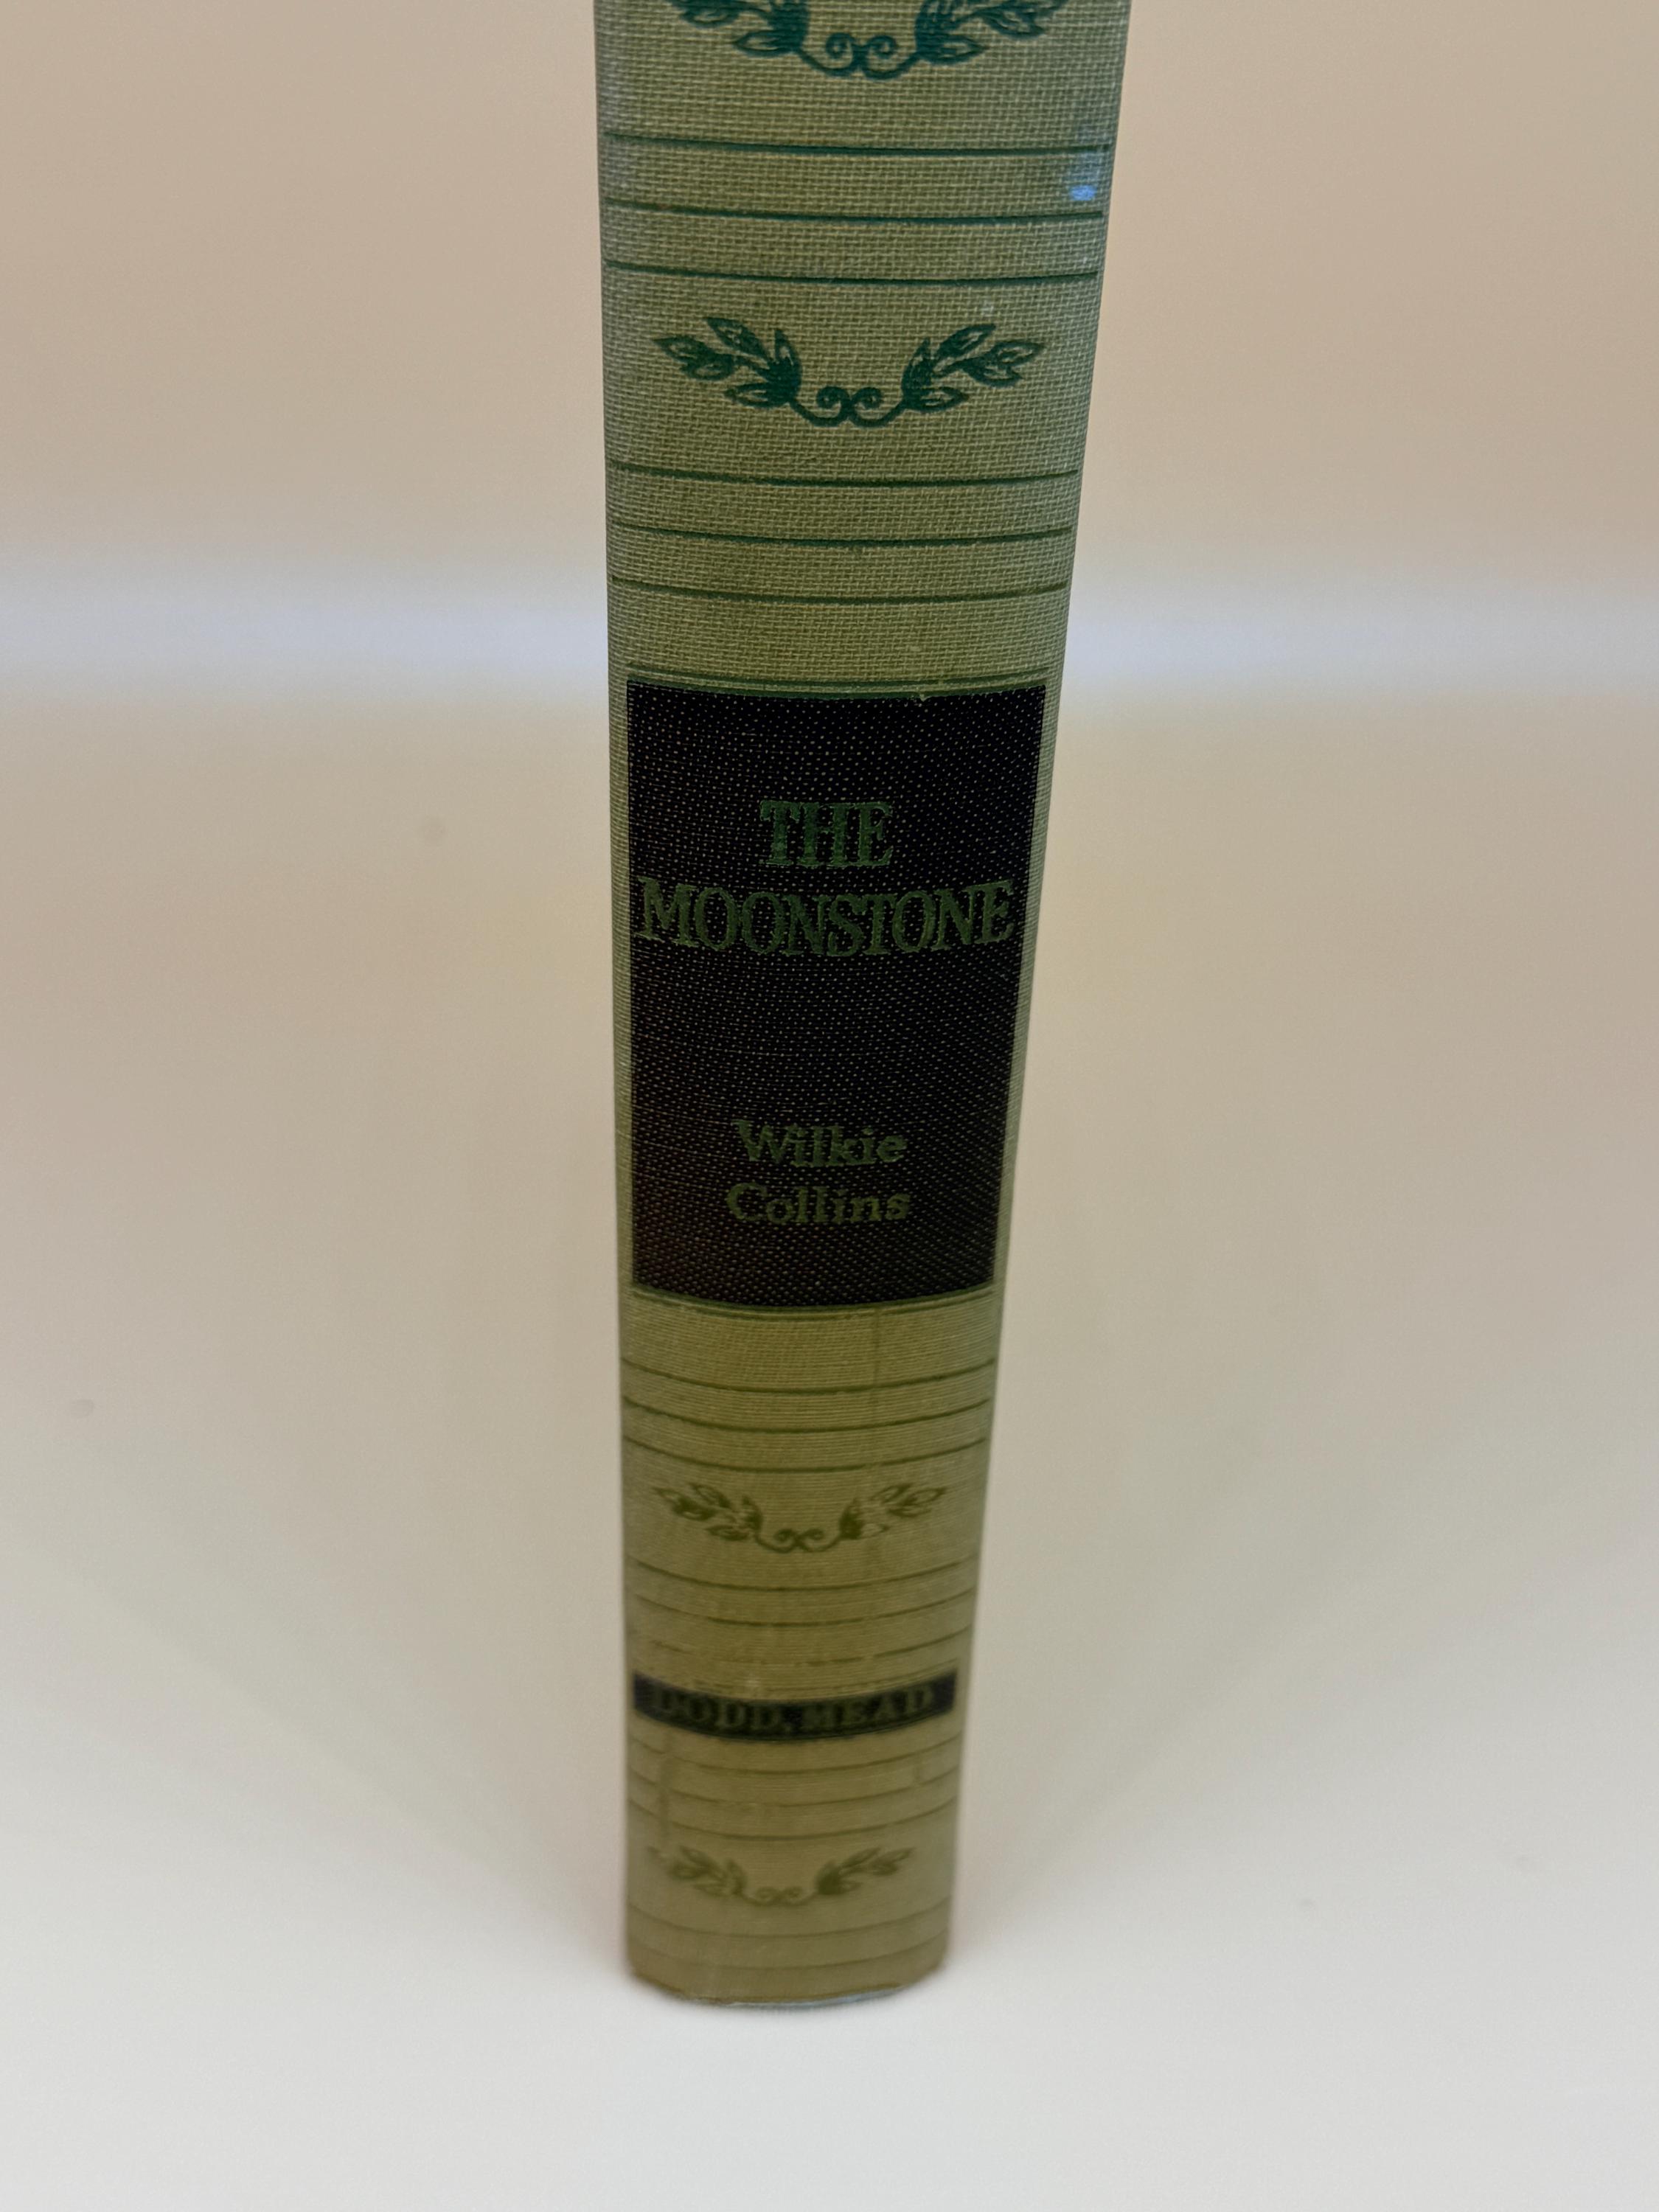 THE
MOONSTONE
Wilkie
Collins
DODD, MEAD